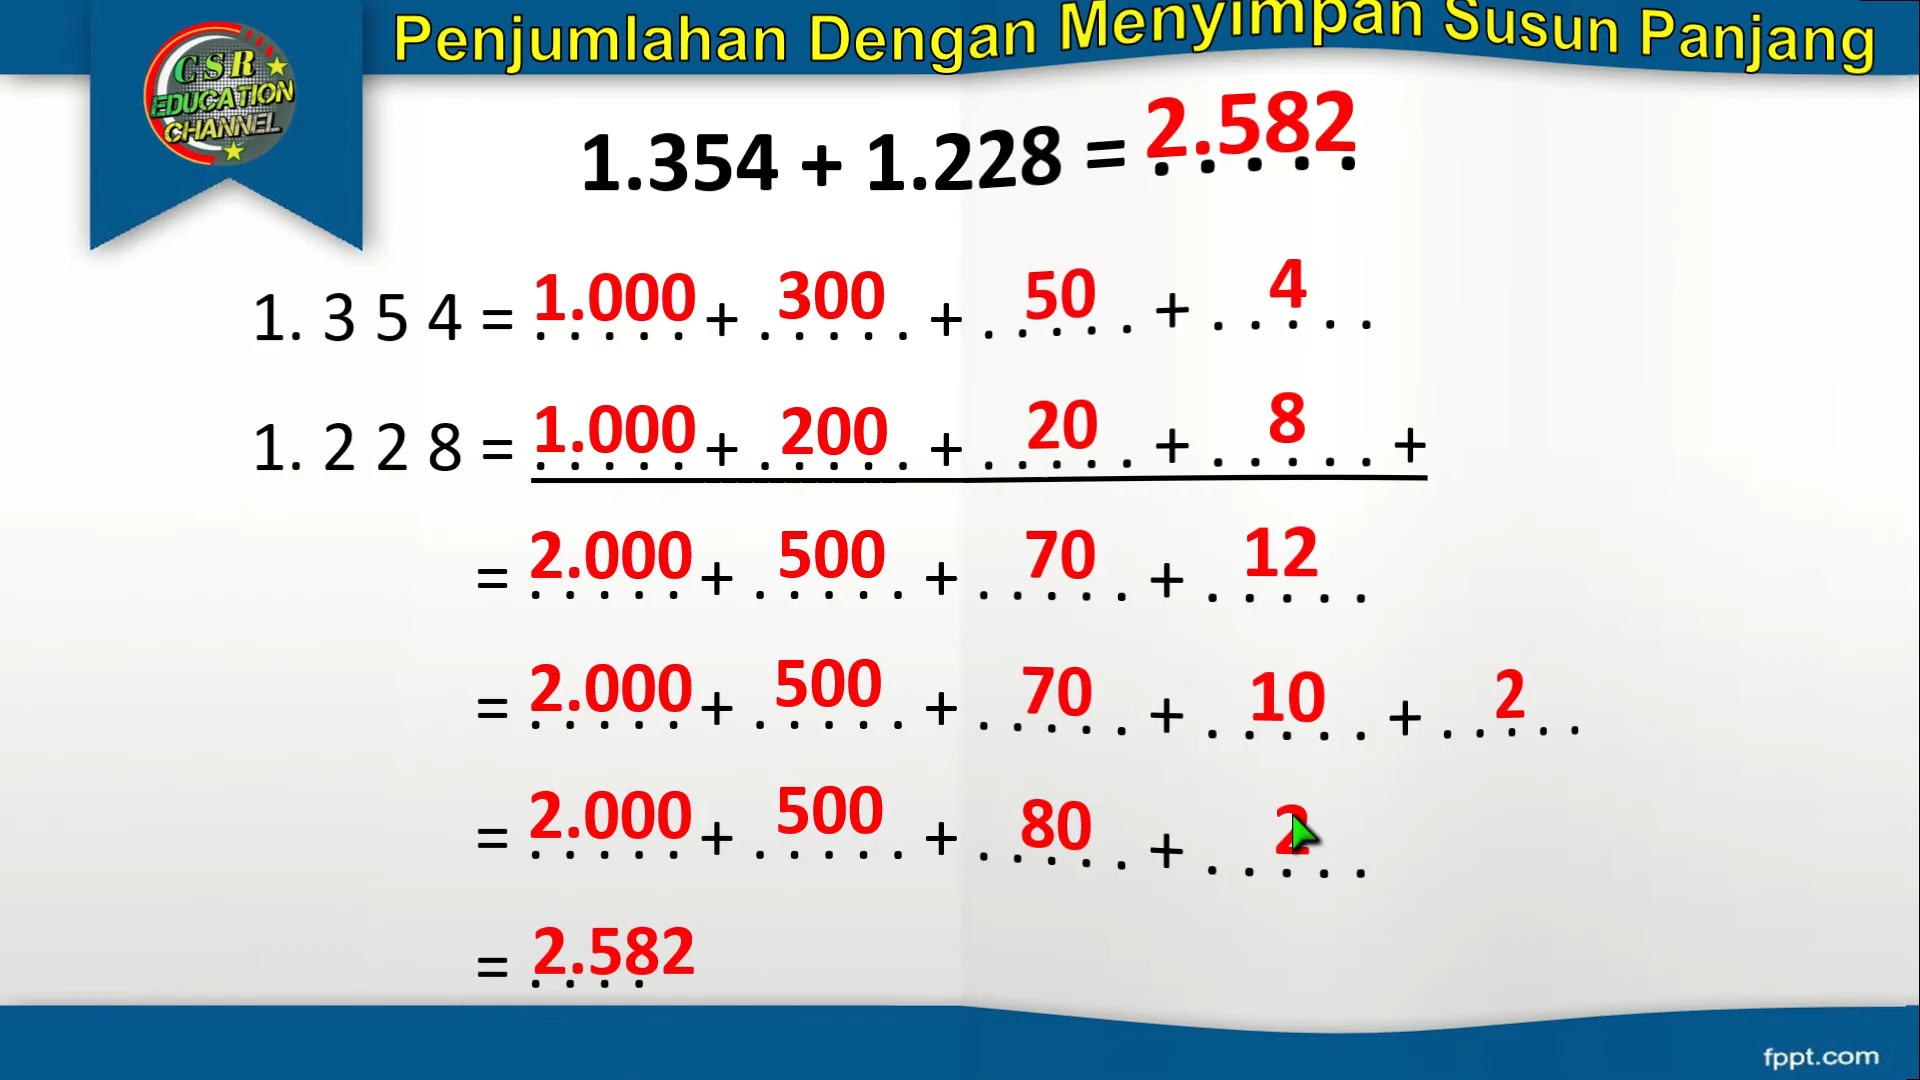 Penjumlahan Dengan Menyimpan Susun Panjang
CSR
EDUCATION
CHANNEL
1.354 + 1.228 = 2.582
1. 3 5 4 = 1.000 + 300 + 50 + 4
1. 2 2 8 = 1.000 + 200 + 20 + 8 +
= 2.000 + 500 + 70 + 12
= 2.000 + 500 + 70 + 10 + 2
= 2.000 + 500 + 80 + 2
= 2.582
fppt.com